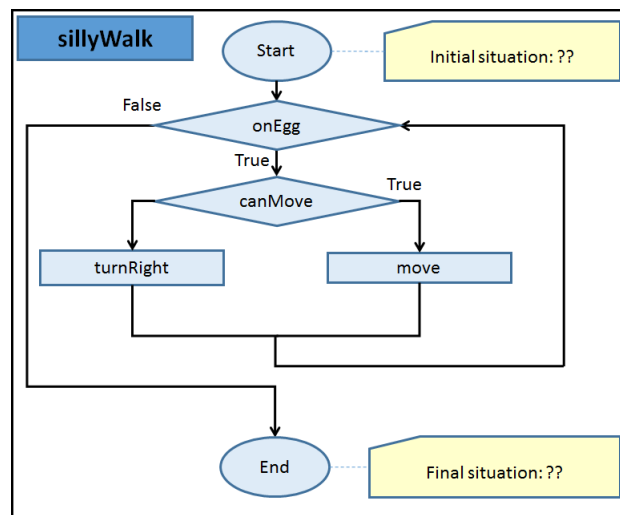 sillyWalk
Start
Initial situation: ??
False
onEgg
True
canMove
True
turnRight
move
End
Final situation: ??